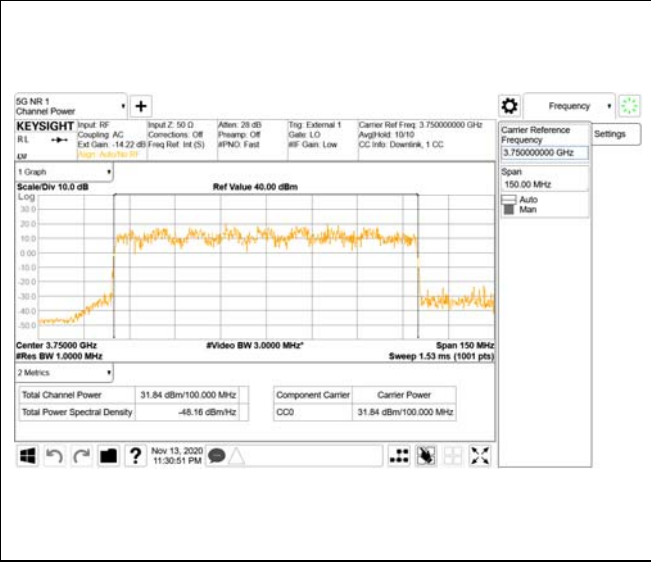 5G NR 1
Channel Power
Frequency
KEYSIGHT
RL
Input: RF
Coupling: AC
Ext Gain: -14.22 dB
Align: Auto/No RF
Input Z: 50 Ω
Corrections: Off
Freq Ref: Int (S)
Atten: 28 dB
Preamp: Off
#PNO: Fast
Trig: External 1
Gate: LO
#IF Gain: Low
Carrier Ref Freq: 3.750000000 GHz
Avg|Hold: 10/10
CC Info: Downlink, 1 CC
Carrier Reference
Frequency
3.750000000 GHz
Settings
Span
150.00 MHz
Auto
Man
1 Graph
Scale/Div 10.0 dB
Ref Value 40.00 dBm
Log
30.0
20.0
10.0
0.00
-10.0
-20.0
-30.0
-40.0
-50.0
Center 3.75000 GHz
#Video BW 3.0000 MHz*
Span 150 MHz
#Res BW 1.0000 MHz
Sweep 1.53 ms (1001 pts)
2 Metrics
Total Channel Power 31.84 dBm/100.000 MHz
Total Power Spectral Density -48.16 dBm/Hz
Component Carrier Carrier Power
CC0 31.84 dBm/100.000 MHz
?
Nov 13, 2020
11:30:51 PM